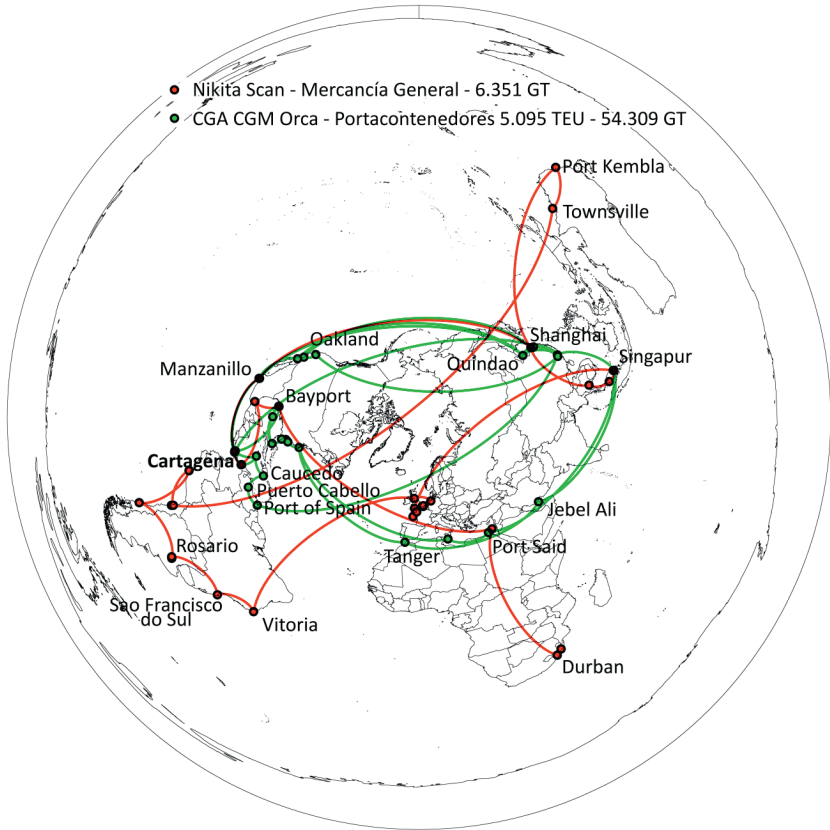 Nikita Scan - Mercancía General - 6.351 GT
CGA CGM Orca - Portacontenedores 5.095 TEU - 54.309 GT
Port Kembla
Townsville
Oakland
Shanghai
Quindao
Singapur
Manzanillo
Bayport
Cartagena
Caucedo
Puerto Cabello
Port of Spain
Jebel Ali
Rosario
Tanger
Port Said
Sao Francisco
do Sul
Vitoria
Durban